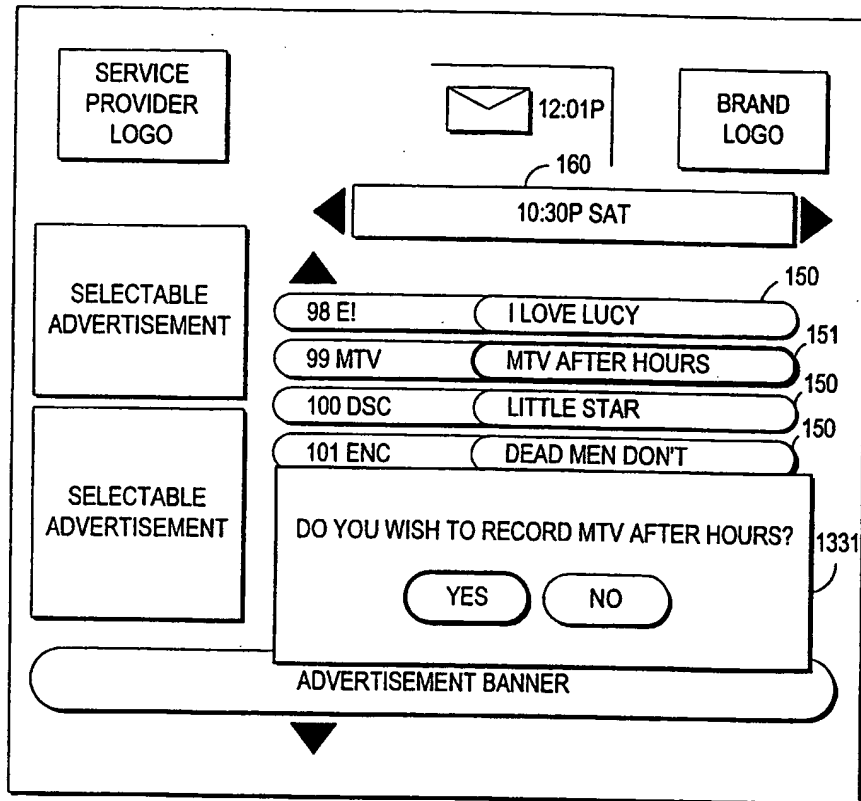 SERVICE
PROVIDER
LOGO
12:01P
BRAND
LOGO
160
10:30P SAT
SELECTABLE
ADVERTISEMENT
150
98 E! I LOVE LUCY
151
99 MTV MTV AFTER HOURS
150
100 DSC LITTLE STAR
150
101 ENC DEAD MEN DON'T
SELECTABLE
ADVERTISEMENT
DO YOU WISH TO RECORD MTV AFTER HOURS?
1331
YES NO
ADVERTISEMENT BANNER